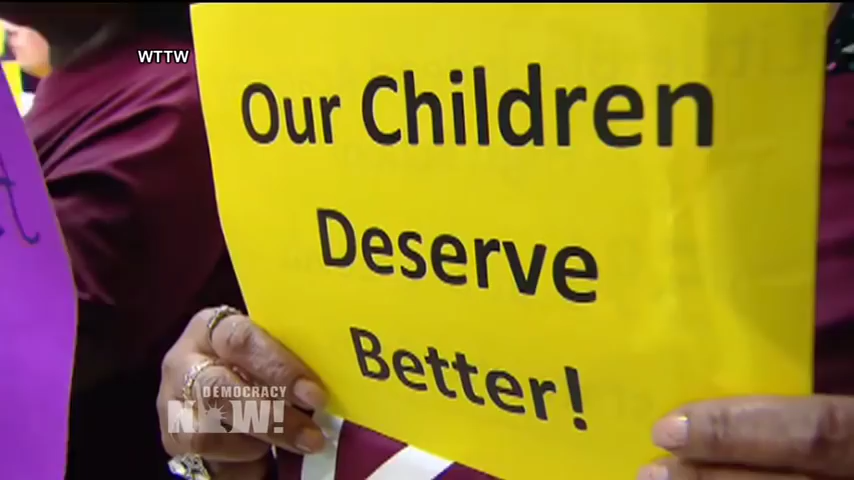 WTTW
Our Children
Deserve
Better!
DEMOCRACY
NOW!